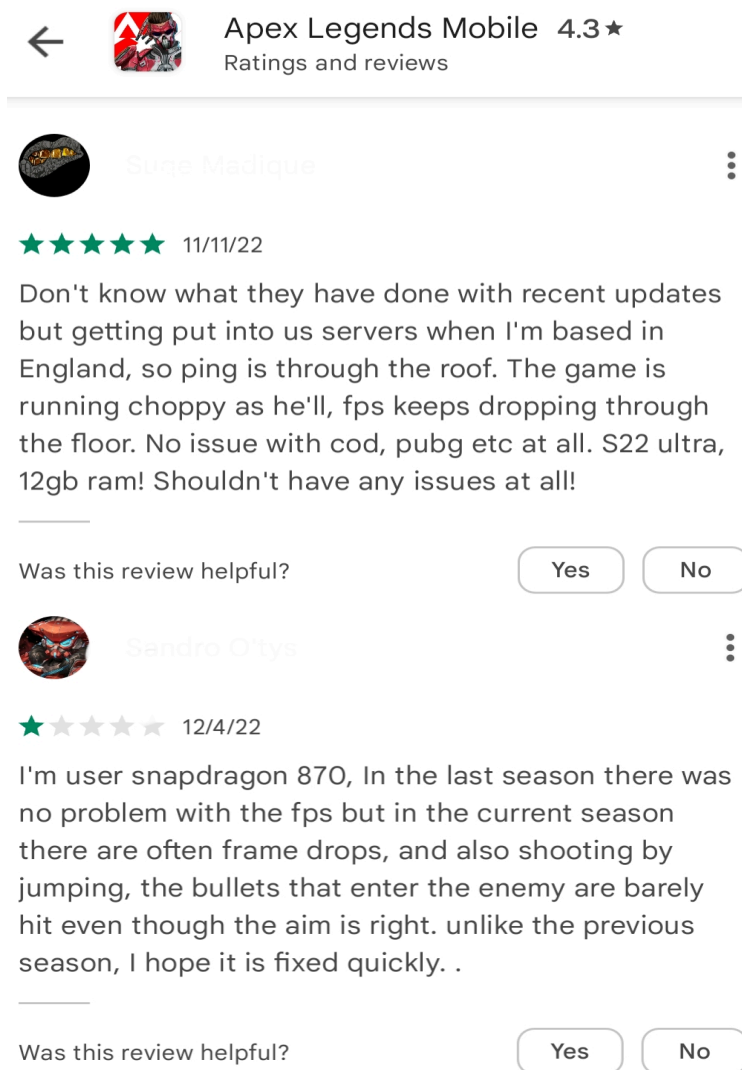 Apex Legends Mobile 4.3★
Ratings and reviews
Suge Madique
11/11/22
Don't know what they have done with recent updates
but getting put into us servers when I'm based in
England, so ping is through the roof. The game is
running choppy as he'll, fps keeps dropping through
the floor. No issue with cod, pubg etc at all. S22 ultra,
12gb ram! Shouldn't have any issues at all!
Was this review helpful? Yes No
Sandro O'tys
12/4/22
I'm user snapdragon 870, In the last season there was
no problem with the fps but in the current season
there are often frame drops, and also shooting by
jumping, the bullets that enter the enemy are barely
hit even though the aim is right. unlike the previous
season, I hope it is fixed quickly. .
Was this review helpful? Yes No